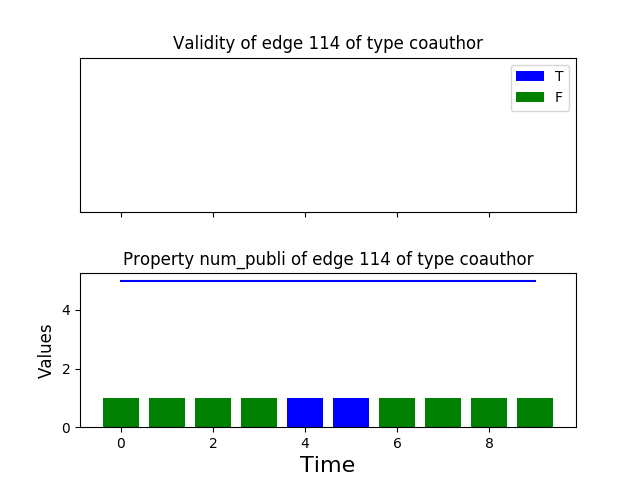 Validity of edge 114 of type coauthor
T
F
Property num_publi of edge 114 of type coauthor
4
2
0
Values
0 2 4 6 8
Time